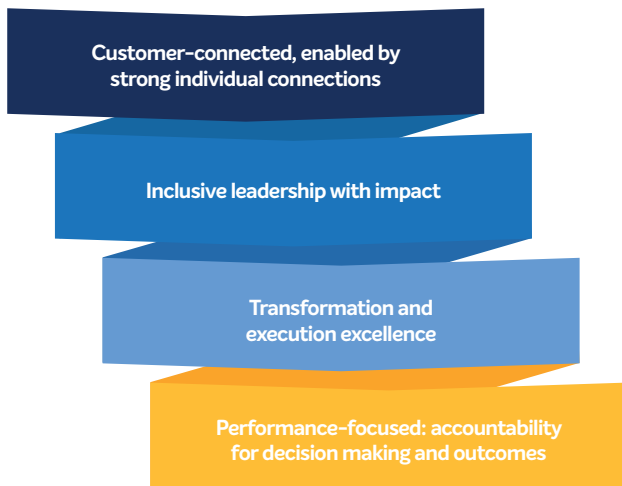 Customer-connected, enabled by
strong individual connections
Inclusive leadership with impact
Transformation and
execution excellence
Performance-focused: accountability
for decision making and outcomes